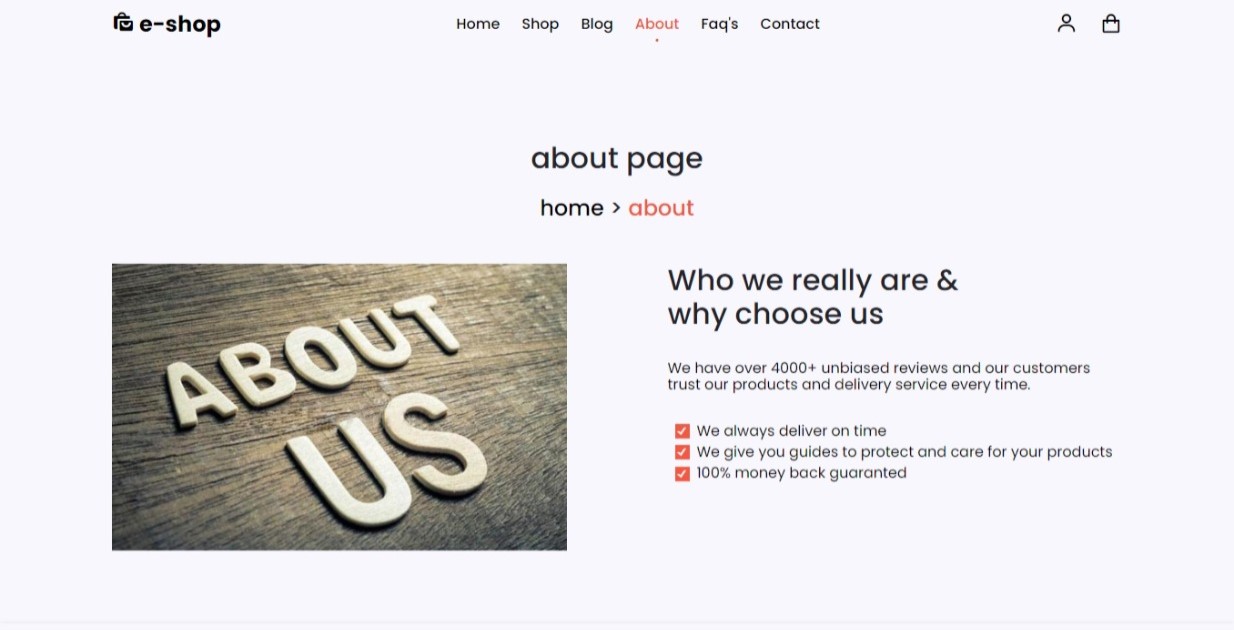 e-shop
Home Shop Blog About Faq's Contact
about page
home > about
ABOUT
US
Who we really are &
why choose us
We have over 4000+ unbiased reviews and our customers
trust our products and delivery service every time.
We always deliver on time
We give you guides to protect and care for your products
100% money back guaranted